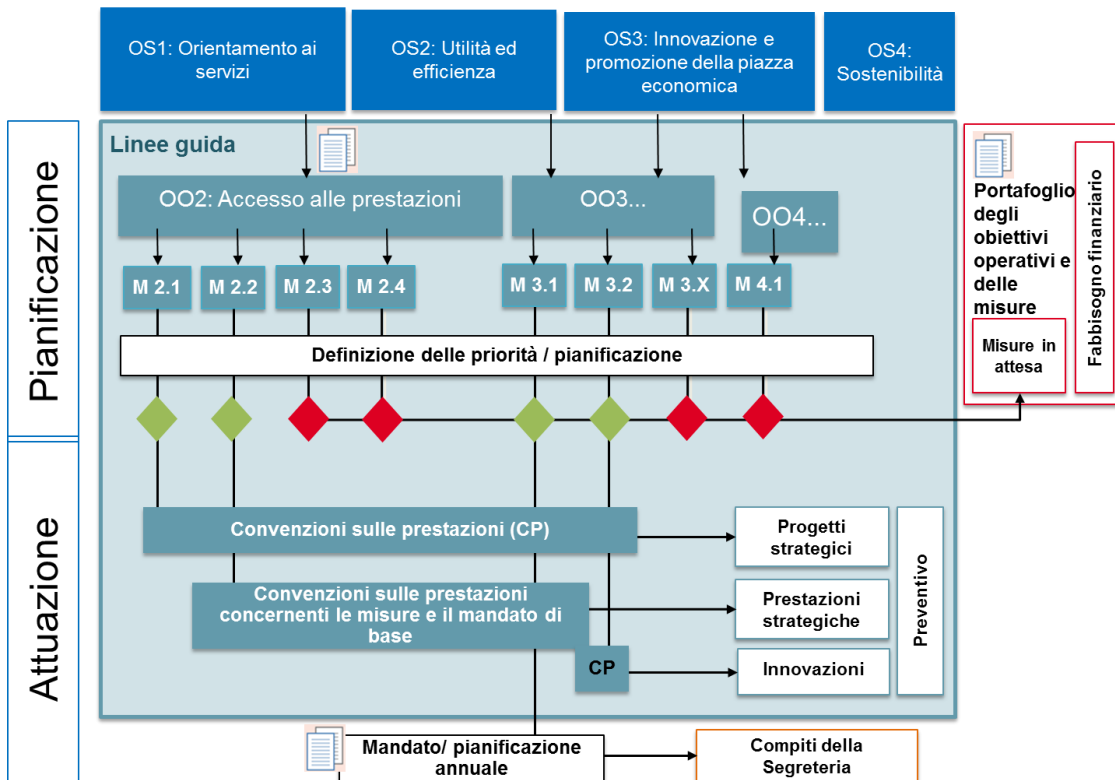 OS1: Orientamento ai
servizi
OS2: Utilità ed
efficienza
OS3: Innovazione e
promozione della piazza
economica
OS4:
Sostenibilità
Pianificazione
Linee guida
OO2: Accesso alle prestazioni
OO3...
OO4...
M 2.1
M 2.2
M 2.3
M 2.4
M 3.1
M 3.2
M 3.X
M 4.1
Definizione delle priorità / pianificazione
Portafoglio
degli
obiettivi
operativi e
delle
misure
Misure in
attesa
Fabbisogno finanziario
Attuazione
Convenzioni sulle prestazioni (CP)
Progetti
strategici
Convenzioni sulle prestazioni
concernenti le misure e il mandato di
base
Prestazioni
strategiche
CP
Innovazioni
Preventivo
Mandato/ pianificazione
annuale
Compiti della
Segreteria